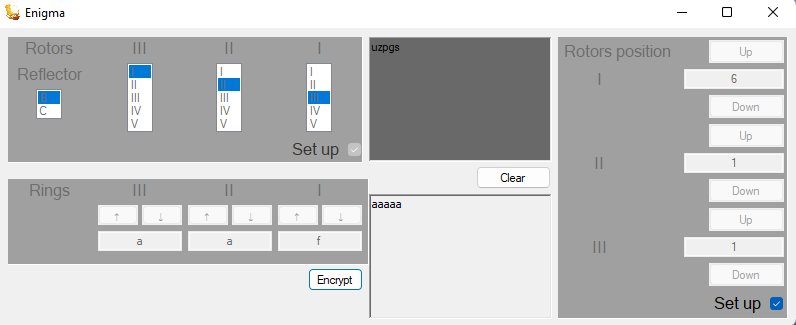 Enigma
Rotors III II I
Reflector
I I I
II II II
C III III III
IV IV IV
V V V
Set up
Rings III II I
↑ ↓ ↑ ↓ ↑ ↓
a a f
Encrypt
uzpgs
Clear
aaaaa
Rotors position Up
I 6
Down
Up
II 1
Down
Up
III 1
Down
Set up